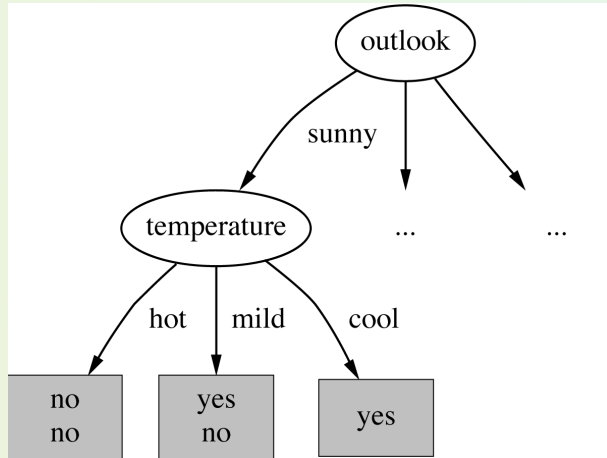 outlook
sunny
temperature
...
...
hot
mild
cool
no
no
yes
no
yes